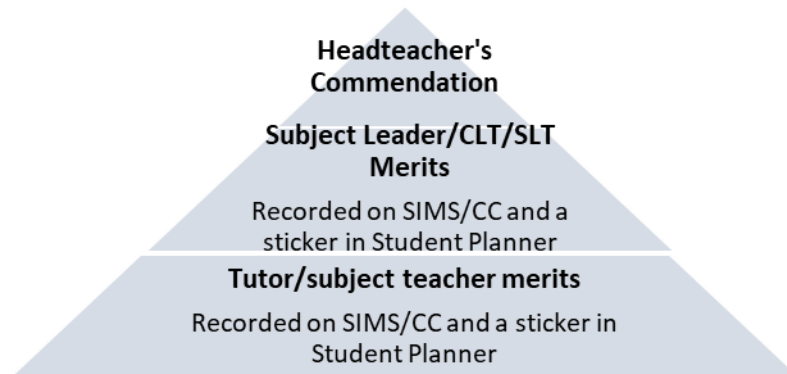 Headteacher's
Commendation
Subject Leader/CLT/SLT
Merits
Recorded on SIMS/CC and a
sticker in Student Planner
Tutor/subject teacher merits
Recorded on SIMS/CC and a sticker in
Student Planner